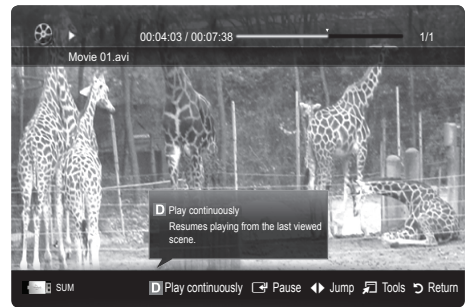 00:04:03 / 00:07:38 1/1
Movie 01.avi
D Play continuously
Resumes playing from the last viewed
scene.
SUM D Play continuously Pause Jump Tools Return